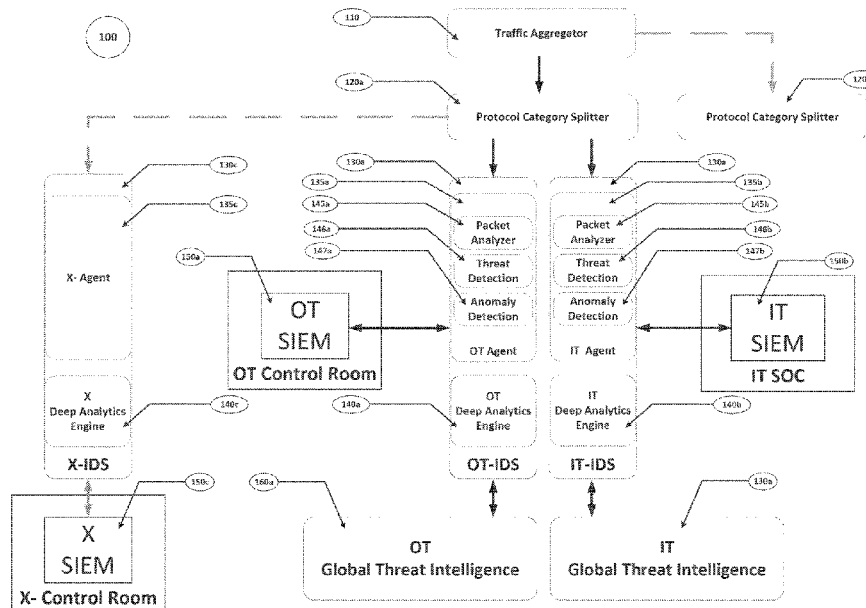 100
110
Traffic Aggregator
120a
120
Protocol Category Splitter
Protocol Category Splitter
130c
130a
130a
135a
135b
135c
145a
Packet
Analyzer
Packet
Analyzer
145b
146a
146b
150a
147a
Threat
Detection
Threat
Detection
147b
150b
X- Agent
OT
SIEM
OT Control Room
Anomaly
Detection
Anomaly
Detection
OT Agent
IT Agent
IT
SIEM
IT SOC
X
Deep Analytics
Engine
140c
140a
OT
Deep Analytics
Engine
IT
Deep Analytics
Engine
140b
X-IDS
OT-IDS
IT-IDS
150c
160a
130a
X
SIEM
X- Control Room
OT
Global Threat Intelligence
IT
Global Threat Intelligence